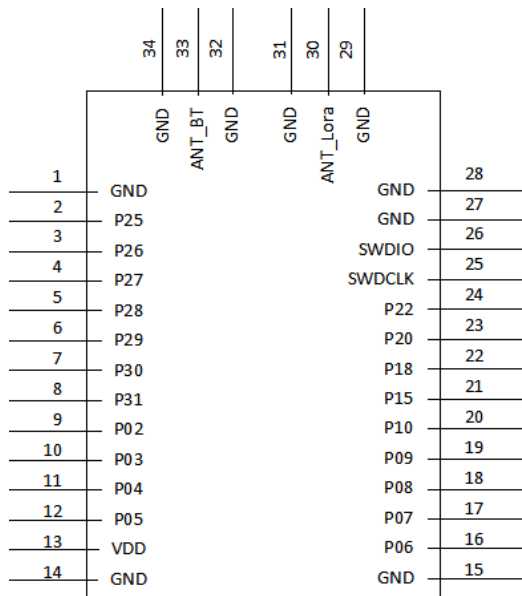 34 33 32 31 30 29
GND ANT_BT GND GND ANT_Lora GND
1 GND GND 28
2 P25 GND 27
3 P26 SWDIO 26
4 P27 SWDCLK 25
5 P28 P22 24
6 P29 P20 23
7 P30 P18 22
8 P31 P15 21
9 P02 P10 20
10 P03 P09 19
11 P04 P08 18
12 P05 P07 17
13 VDD P06 16
14 GND GND 15